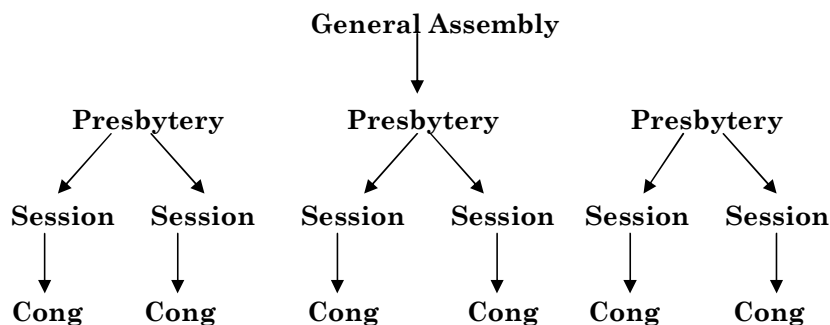 General Assembly
Presbytery Presbytery Presbytery
Session Session Session Session Session Session
Cong Cong Cong Cong Cong Cong